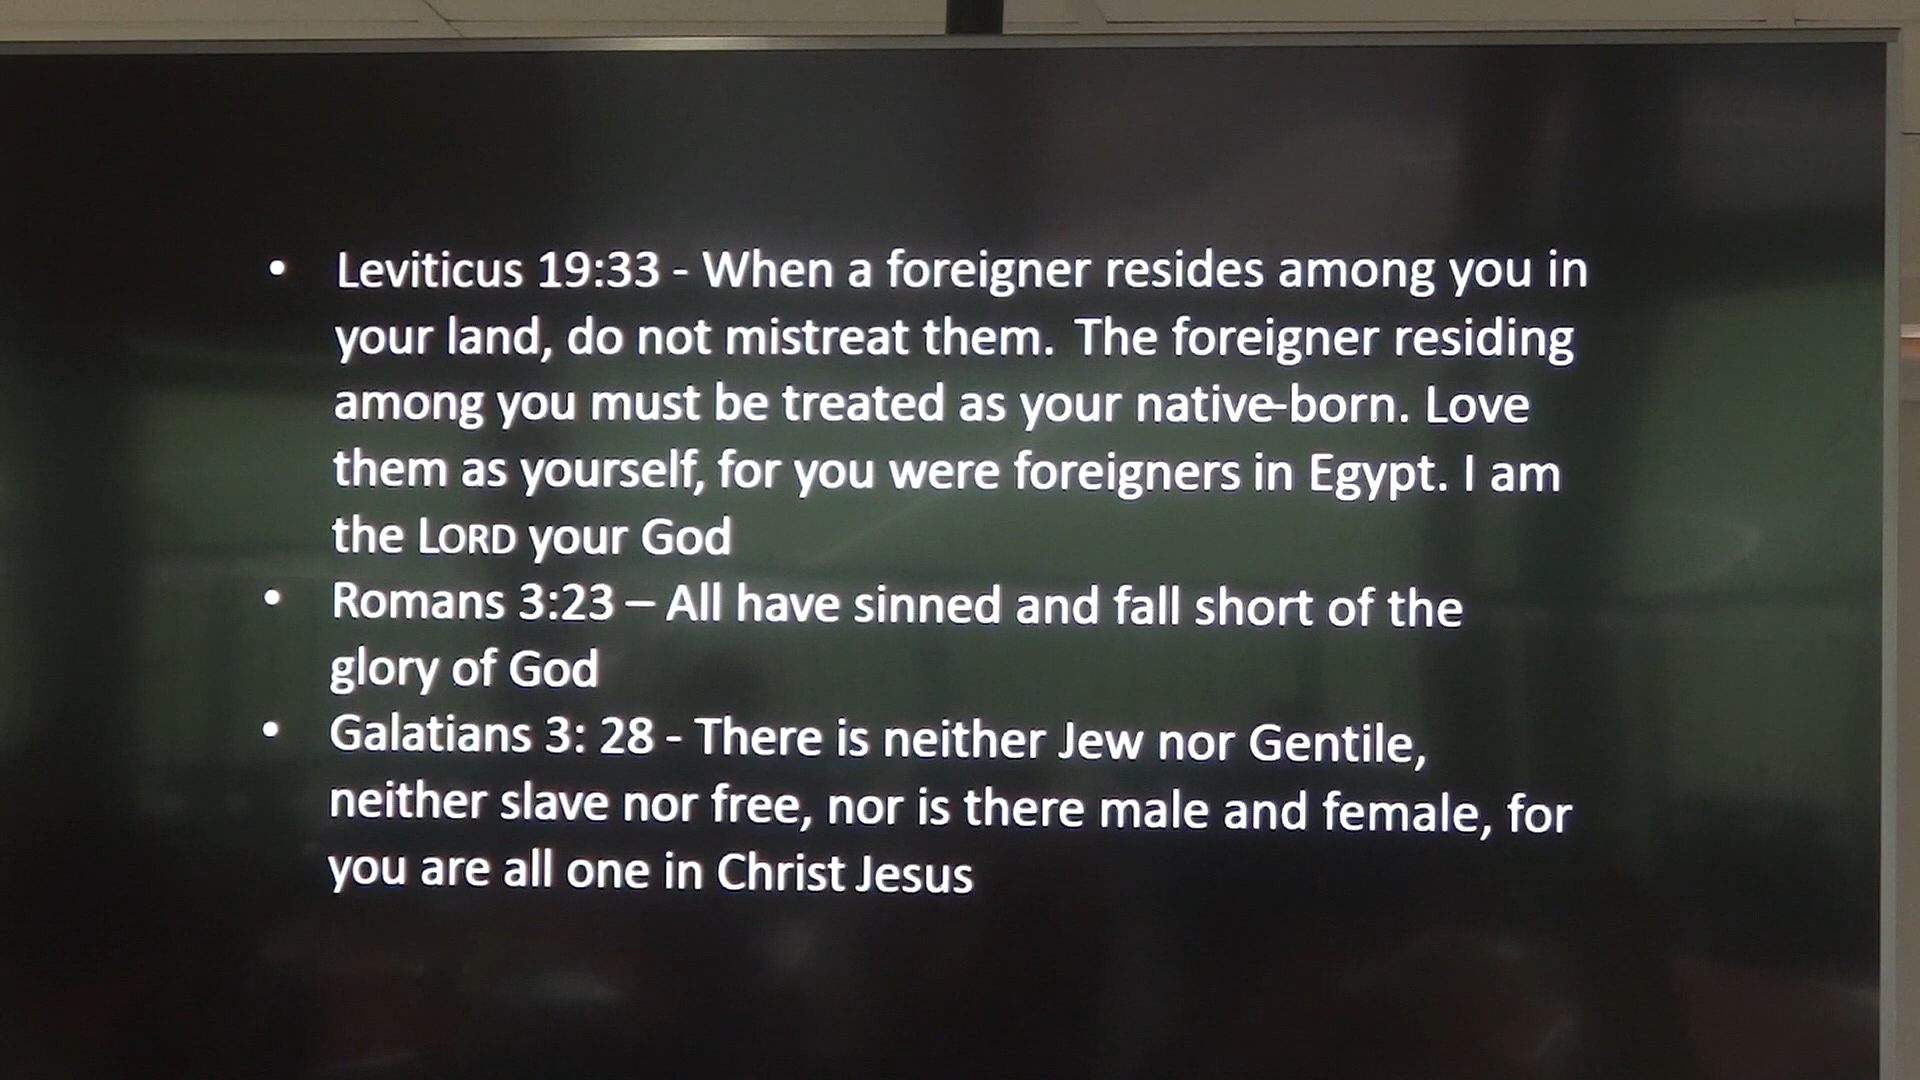 • Leviticus 19:33 - When a foreigner resides among you in
your land, do not mistreat them. The foreigner residing
among you must be treated as your native-born. Love
them as yourself, for you were foreigners in Egypt. I am
the LORD your God
• Romans 3:23 – All have sinned and fall short of the
glory of God
• Galatians 3: 28 - There is neither Jew nor Gentile,
neither slave nor free, nor is there male and female, for
you are all one in Christ Jesus